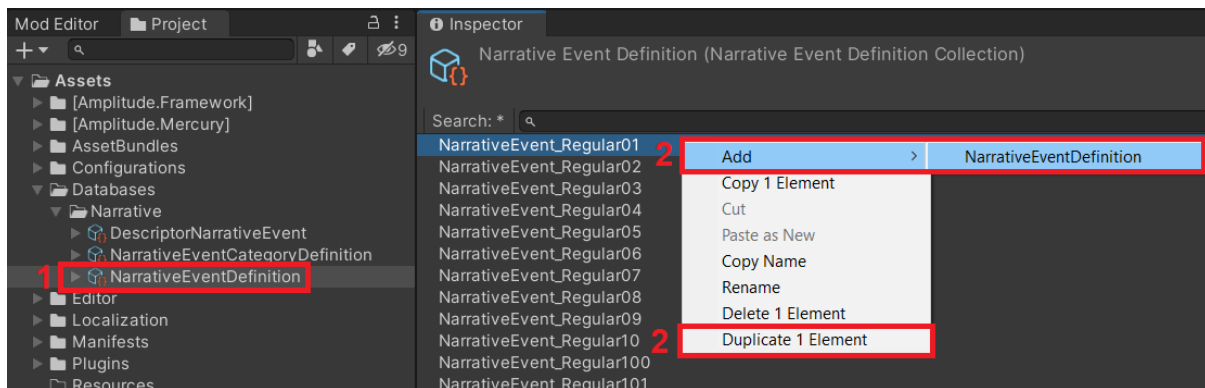 Mod Editor Project
9
Assets
[Amplitude.Framework]
[Amplitude.Mercury]
AssetBundles
Configurations
Databases
Narrative
DescriptorNarrativeEvent
NarrativeEventCategoryDefinition
1 NarrativeEventDefinition
Editor
Localization
Manifests
Plugins
Resources
Inspector
Narrative Event Definition (Narrative Event Definition Collection)
Search: *
NarrativeEvent_Regular01
NarrativeEvent_Regular02
NarrativeEvent_Regular03
NarrativeEvent_Regular04
NarrativeEvent_Regular05
NarrativeEvent_Regular06
NarrativeEvent_Regular07
NarrativeEvent_Regular08
NarrativeEvent_Regular09
NarrativeEvent_Regular10
NarrativeEvent_Regular100
NarrativeEvent_Regular101
2 Add > NarrativeEventDefinition
Copy 1 Element
Cut
Paste as New
Copy Name
Rename
Delete 1 Element
2 Duplicate 1 Element